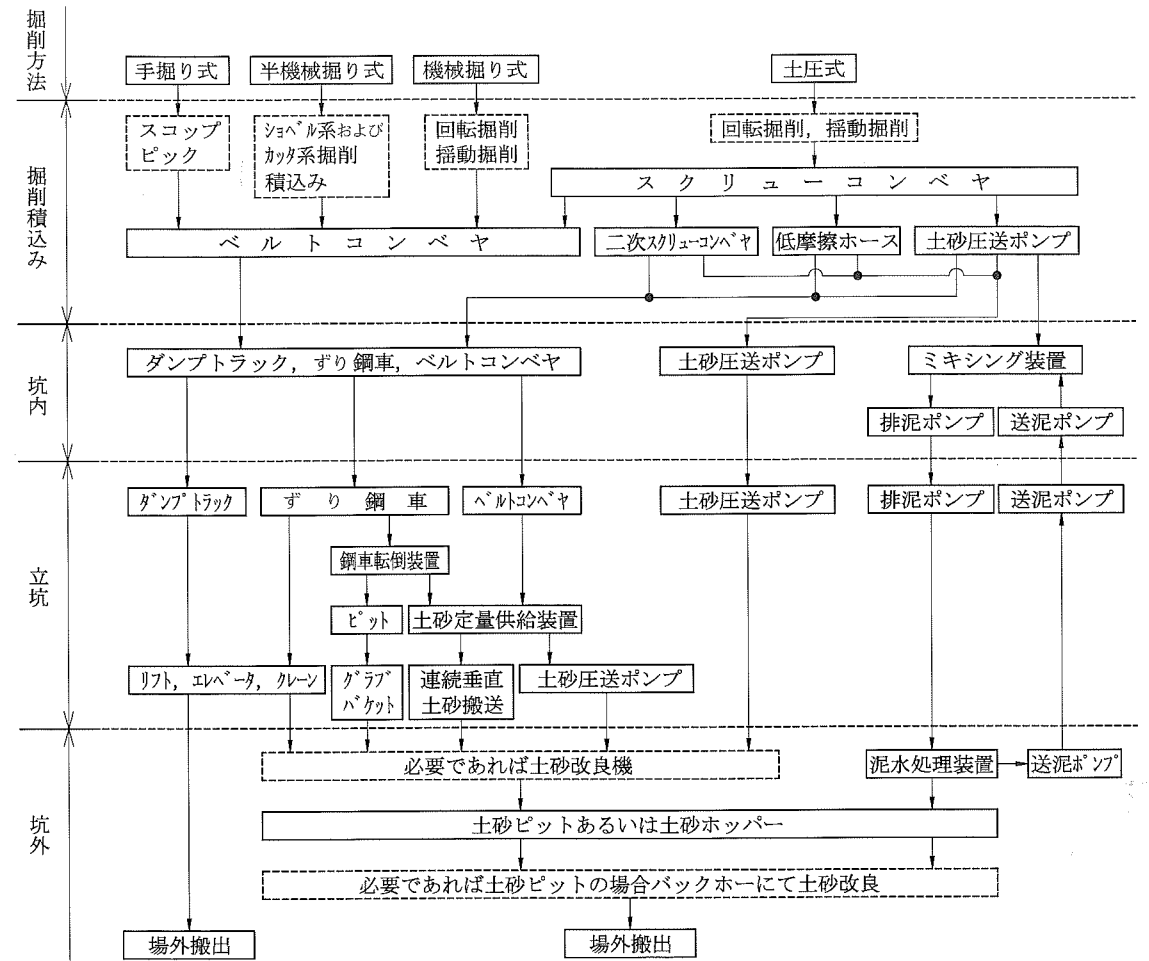 掘削方法
手掘り式
半機械掘り式
機械掘り式
土圧式
掘削積込み
スコップ
ピック
ショベル系および
カッタ系掘削
積込み
回転掘削
揺動掘削
回転掘削，揺動掘削
スクリューコンベヤ
ベルトコンベヤ
二次スクリューコンベヤ
低摩擦ホース
土砂圧送ポンプ
坑内
ダンプトラック，ずり鋼車，ベルトコンベヤ
土砂圧送ポンプ
ミキシング装置
排泥ポンプ
送泥ポンプ
立坑
ダンプトラック
ずり鋼車
ベルトコンベヤ
土砂圧送ポンプ
排泥ポンプ
送泥ポンプ
鋼車転倒装置
ピット
土砂定量供給装置
リフト，エレベータ，クレーン
グラブ
バケット
連続垂直
土砂搬送
土砂圧送ポンプ
坑外
必要であれば土砂改良機
泥水処理装置
送泥ポンプ
土砂ピットあるいは土砂ホッパー
必要であれば土砂ピットの場合バックホーにて土砂改良
場外搬出
場外搬出